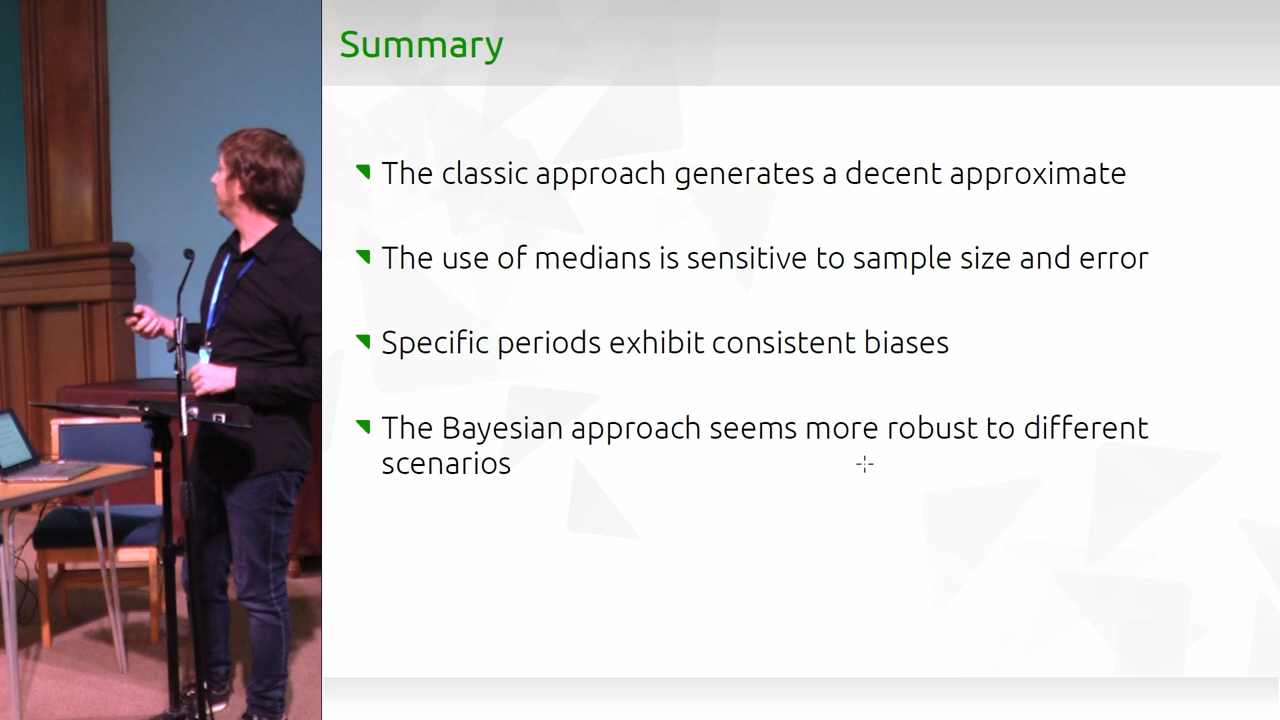 Summary
The classic approach generates a decent approximate
The use of medians is sensitive to sample size and error
Specific periods exhibit consistent biases
The Bayesian approach seems more robust to different
scenarios